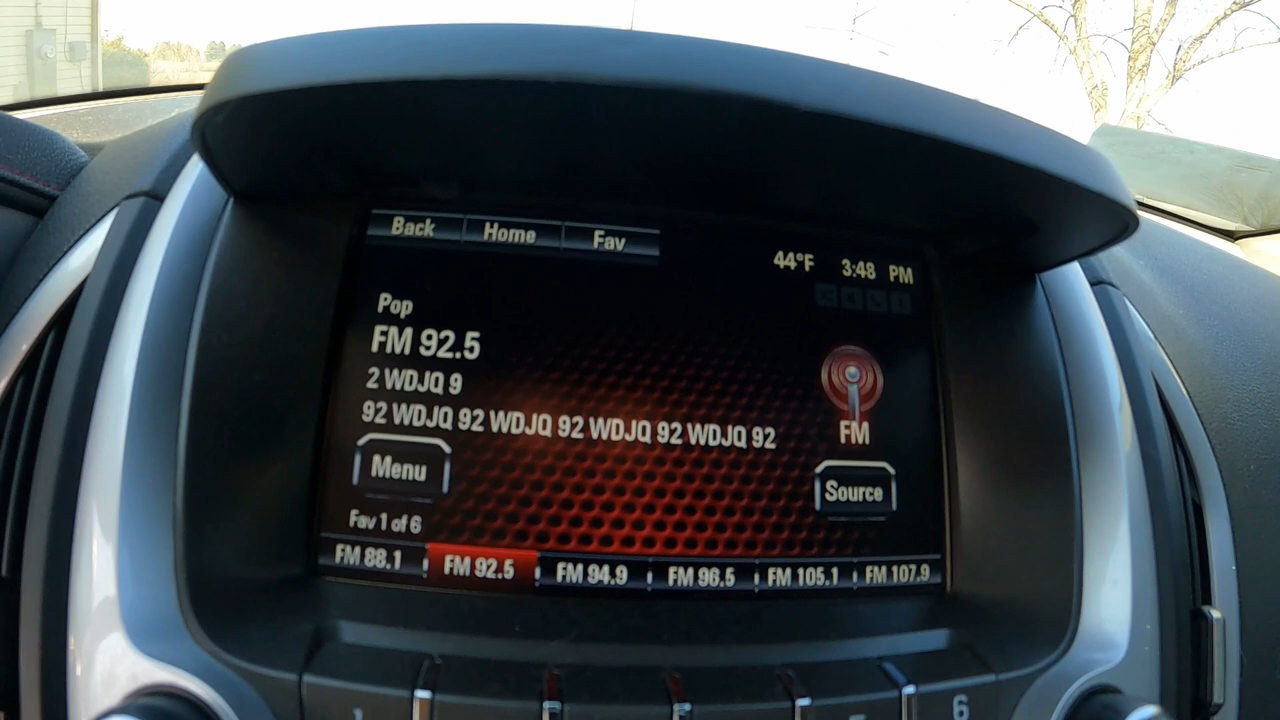 Back Home Fav
44°F 3:48 PM
Pop
FM 92.5
2 WDJQ 9
92 WDJQ 92 WDJQ 92 WDJQ 92 WDJQ 92
FM
Menu
Source
Fav 1 of 6
FM 88.1 FM 92.5 FM 94.9 FM 96.5 FM 105.1 FM 107.9
6